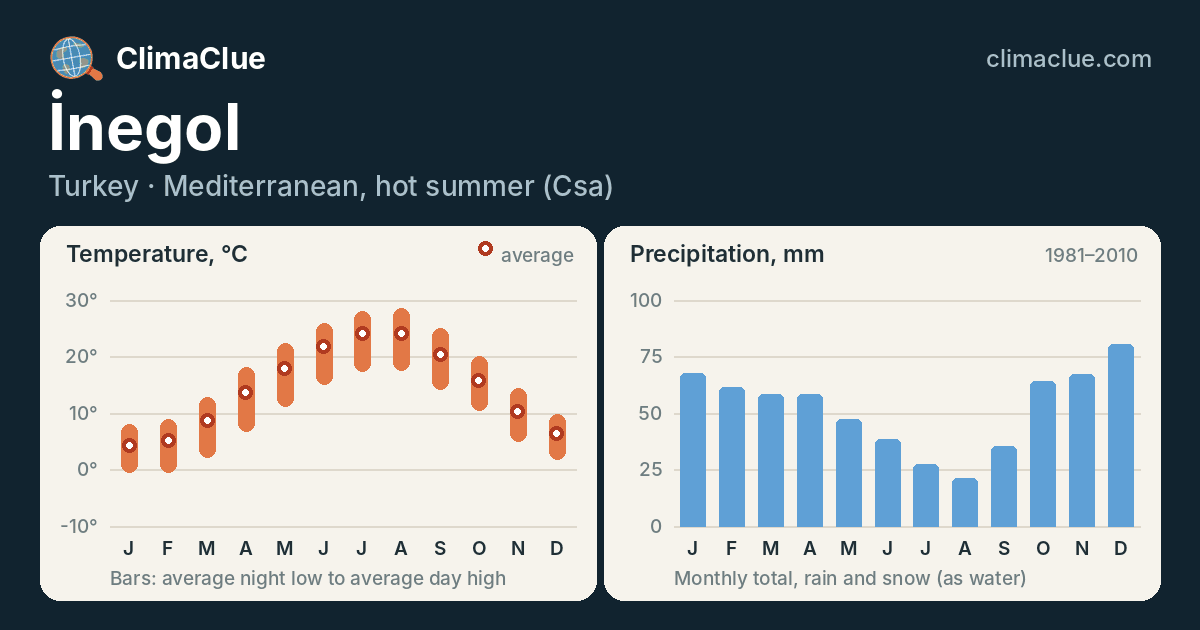 ClimaClue
climaclue.com
İnegol
Turkey · Mediterranean, hot summer (Csa)
Temperature, °C
average
30°
20°
10°
0°
-10°
J F M A M J J A S O N D
Bars: average night low to average day high
Precipitation, mm
1981–2010
100
75
50
25
0
J F M A M J J A S O N D
Monthly total, rain and snow (as water)